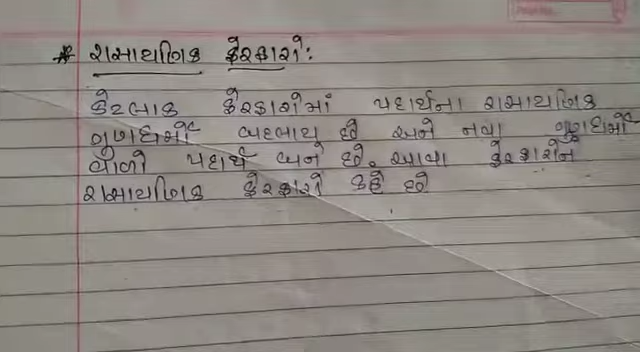 * રાસાયણિક ફેરફારો:
કેટલાક ફેરફારોમાં પદાર્થના રાસાયણિક
ગુણધર્મો બદલાય છે અને નવા ગુણધર્મો
વાળો પદાર્થ બને છે. આવા ફેરફારોને
રાસાયણિક ફેરફારો કહે છે